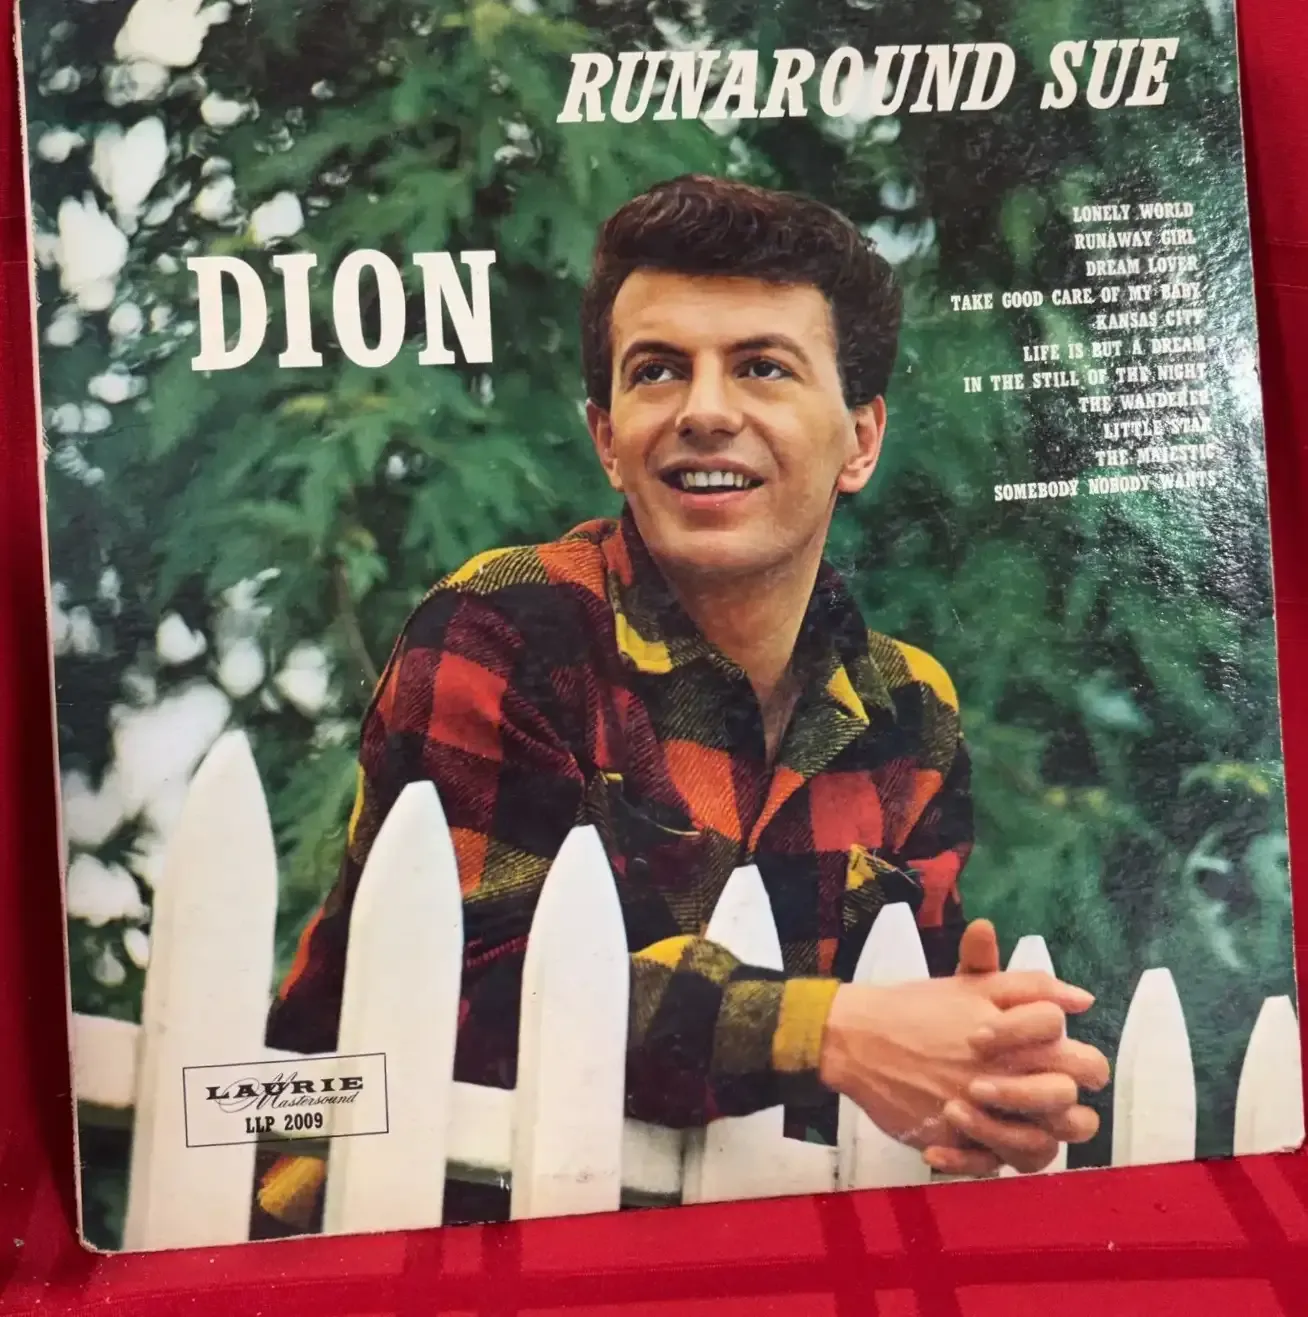 RUNAROUND SUE
DION
LONELY WORLD
RUNAWAY GIRL
DREAM LOVER
TAKE GOOD CARE OF MY BABY
KANSAS CITY
LIFE IS BUT A DREAM
IN THE STILL OF THE NIGHT
THE WANDERER
LITTLE STAR
THE MAJESTIC
SOMEBODY NOBODY WANTS
LAURIE
Mastersound
LLP 2009